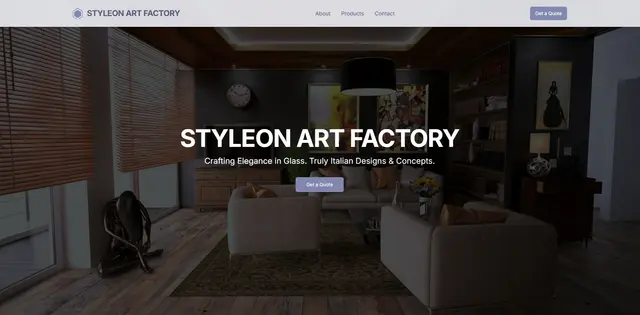 STYLEON ART FACTORY
About
Products
Contact
Get a Quote
STYLEON ART FACTORY
Crafting Elegance in Glass. Truly Italian Designs & Concepts.
Get a Quote